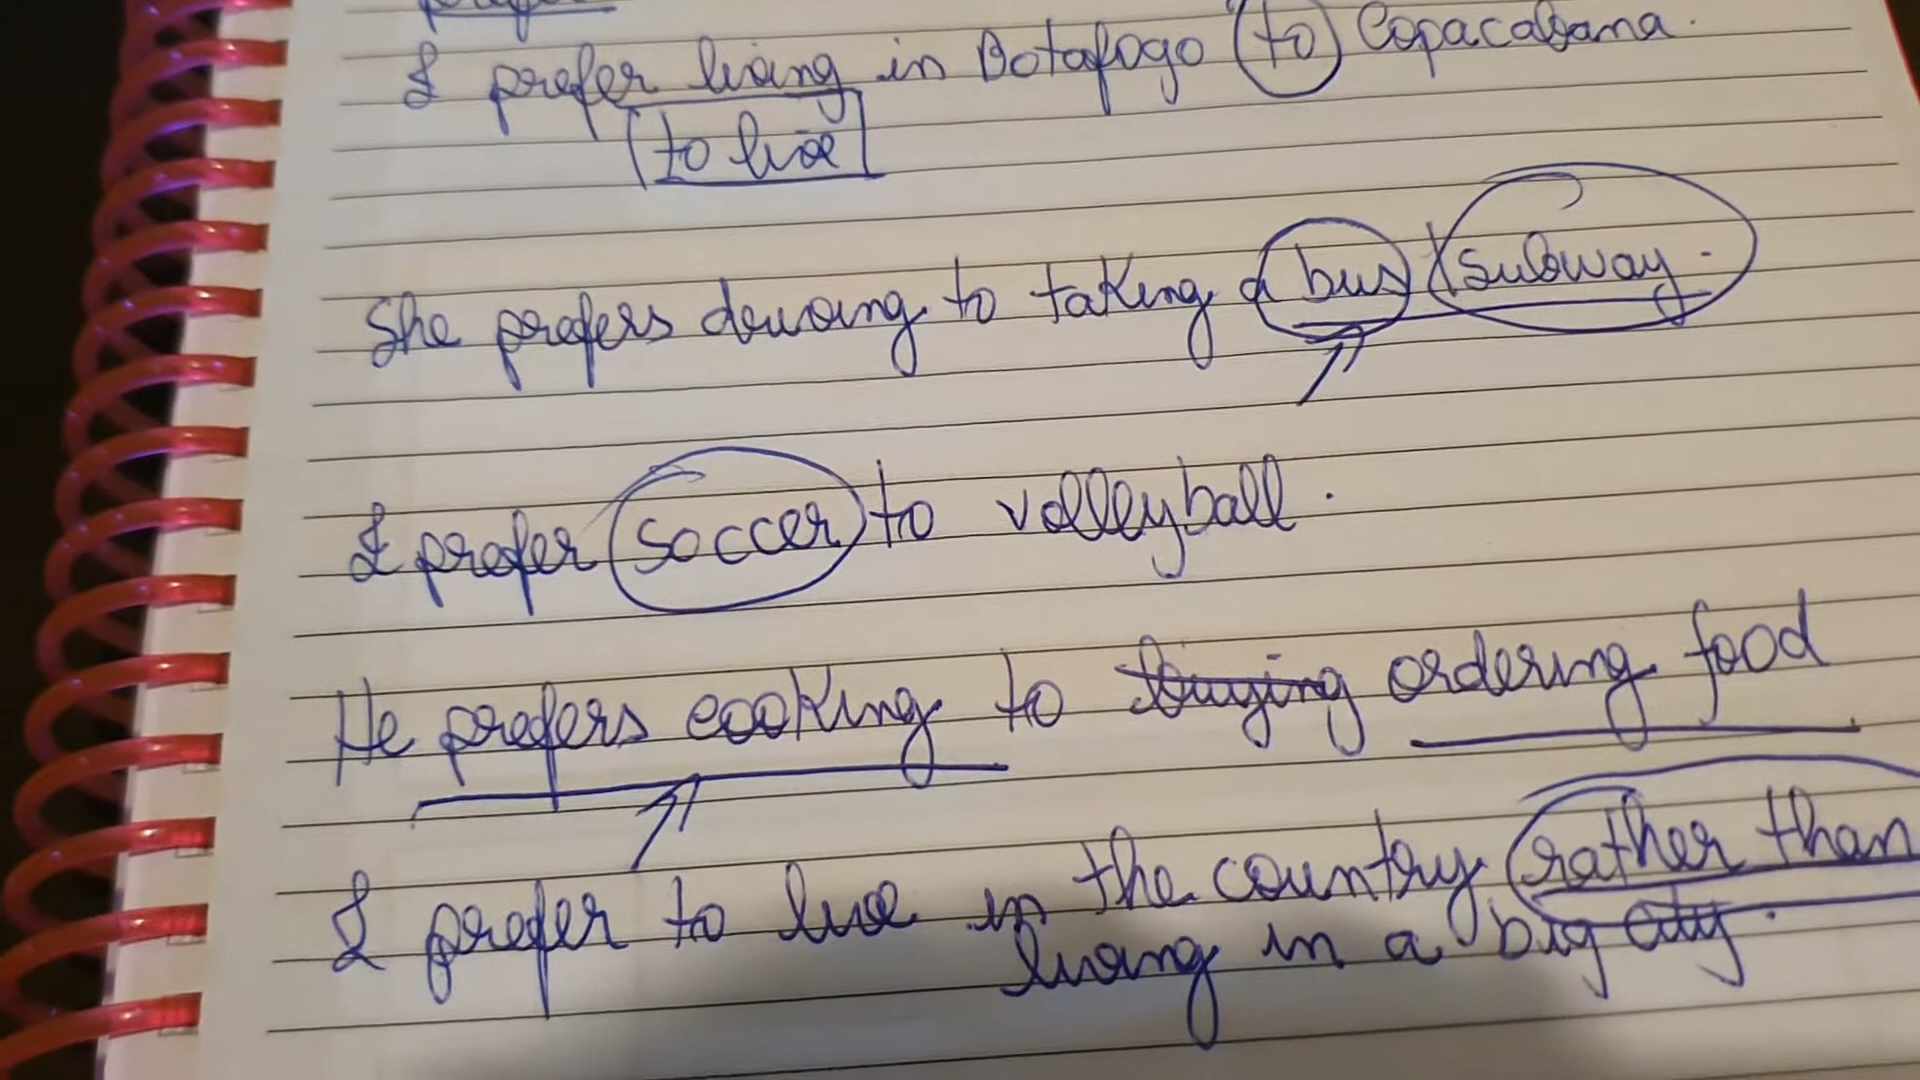 prefer
I prefer living in Botafogo to Copacabana.
to live
She prefers driving to taking a bus / subway.
I prefer soccer to volleyball.
He prefers cooking to buying ordering food
I prefer to live in the country rather than
living in a big city.